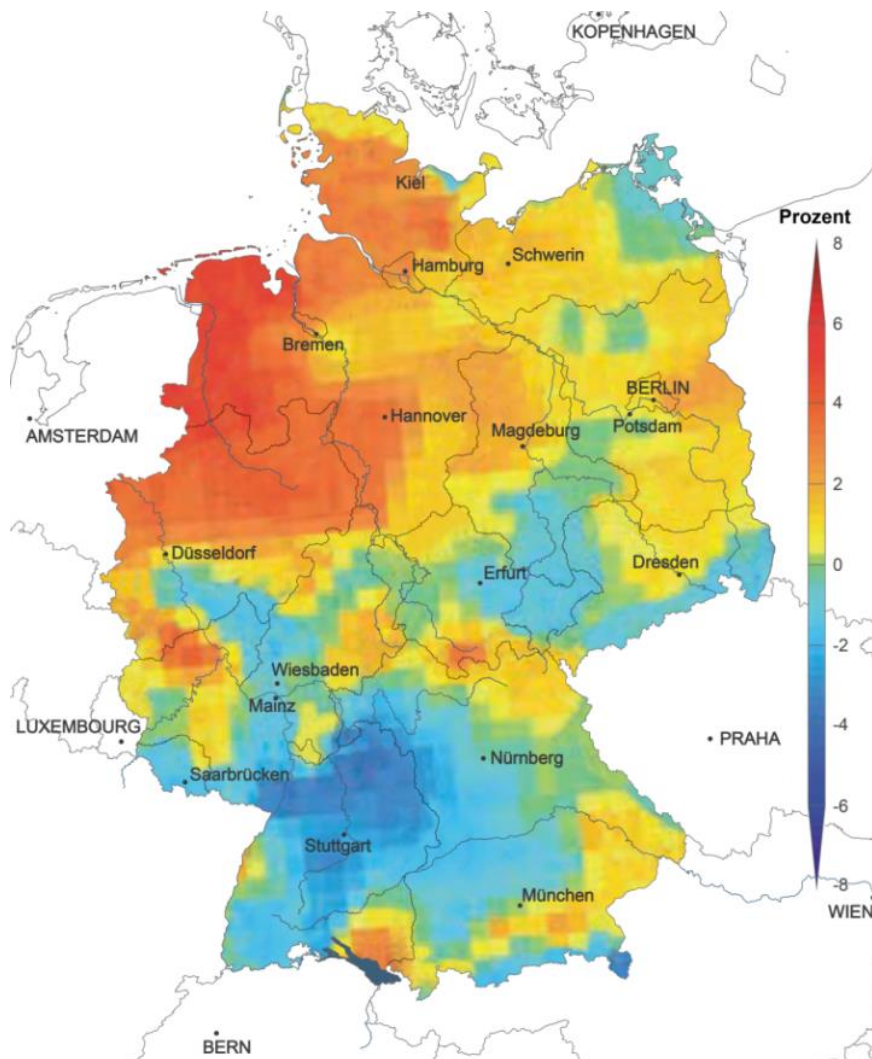 KOPENHAGEN
Kiel
Prozent
8
Hamburg
Schwerin
6
Bremen
BERLIN
4
AMSTERDAM
Hannover
Potsdam
Magdeburg
2
Düsseldorf
0
Erfurt
Dresden
-2
Wiesbaden
Mainz
LUXEMBOURG
PRAHA
-4
Nürnberg
Saarbrücken
-6
Stuttgart
-8
München
WIEN
BERN